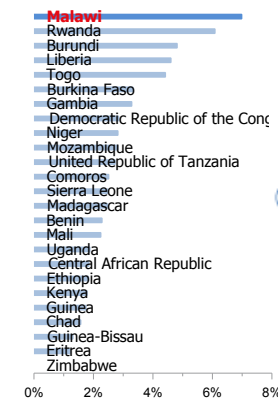 Malawi
Rwanda
Burundi
Liberia
Togo
Burkina Faso
Gambia
Democratic Republic of the Cong
Niger
Mozambique
United Republic of Tanzania
Comoros
Sierra Leone
Madagascar
Benin
Mali
Uganda
Central African Republic
Ethiopia
Kenya
Guinea
Chad
Guinea-Bissau
Eritrea
Zimbabwe
0% 2% 4% 6% 8%